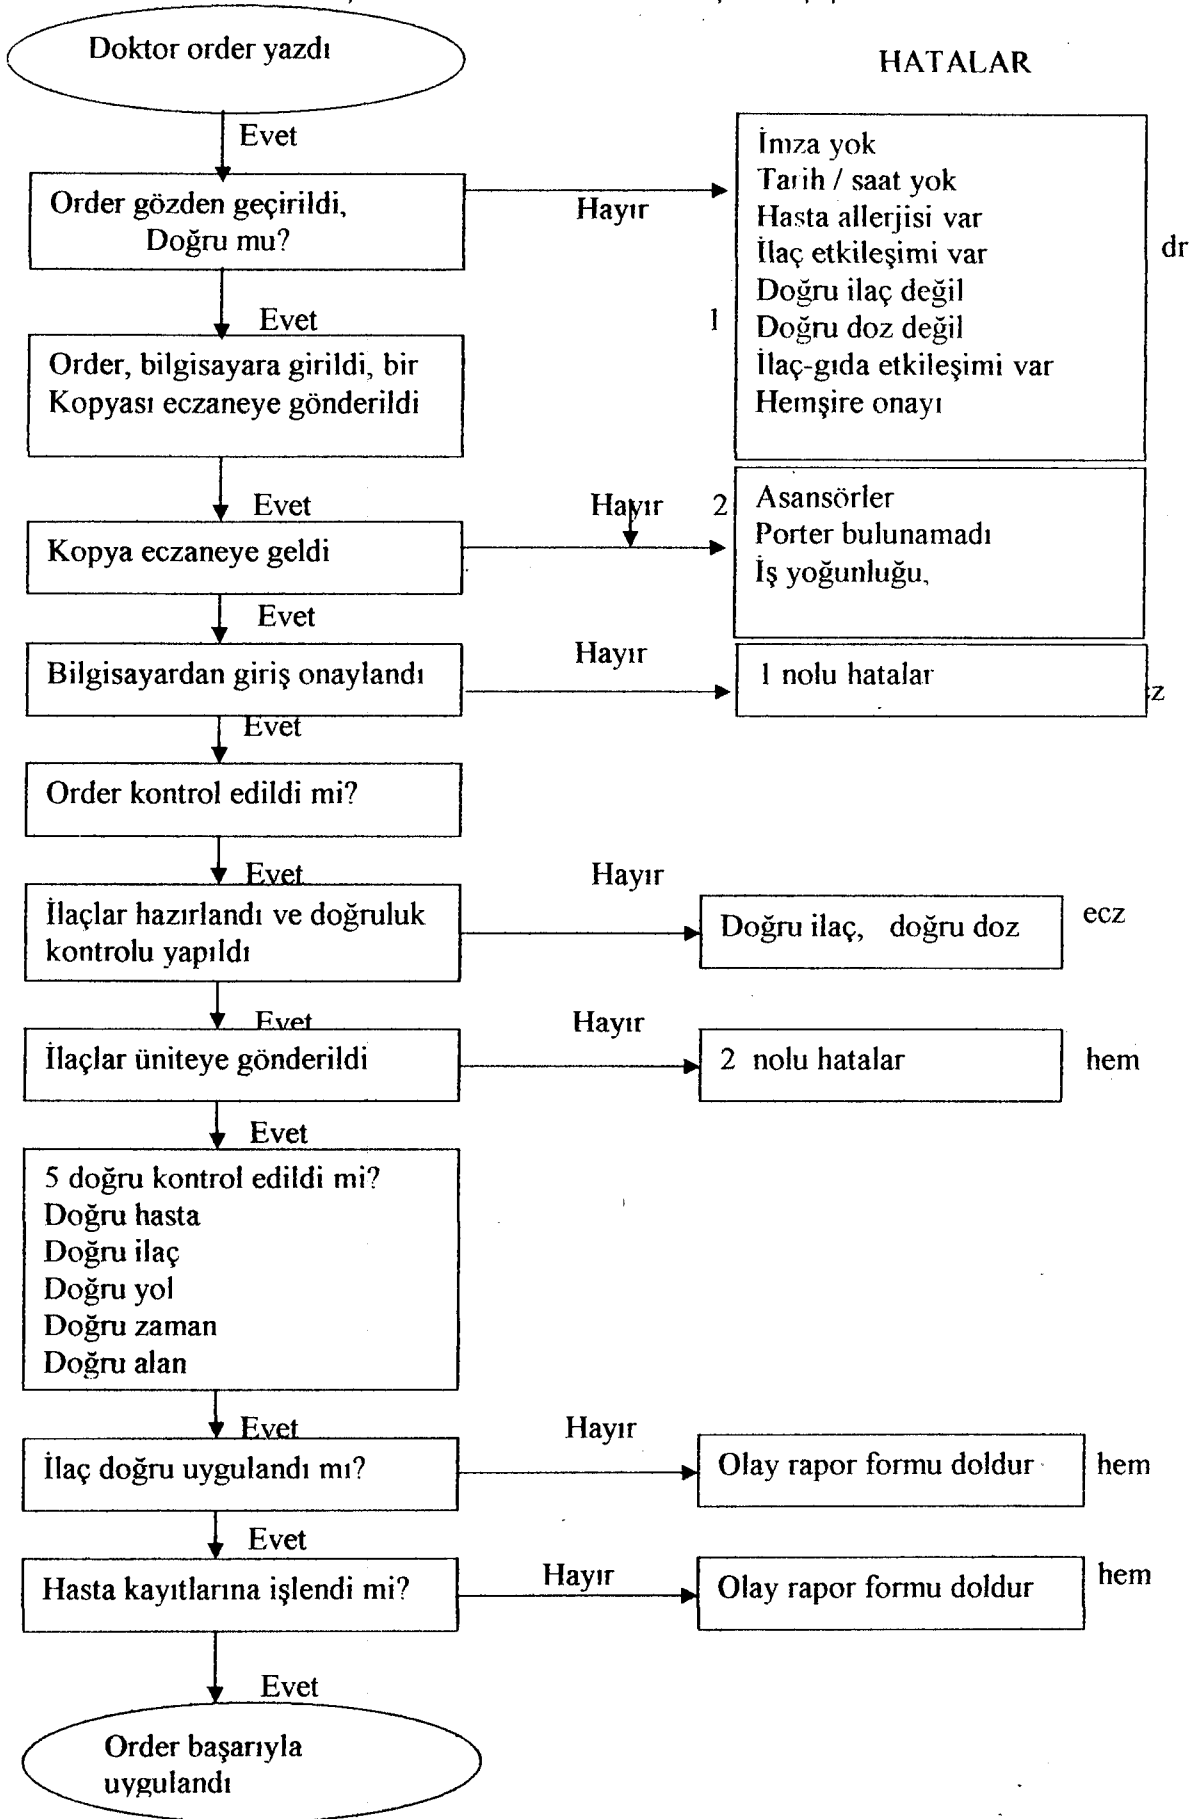 Doktor order yazdı
HATALAR
Evet
Order gözden geçirildi,
Doğru mu?
Hayır
İmza yok
Tarih / saat yok
Hasta allerjisi var
İlaç etkileşimi var
Doğru ilaç değil
Doğru doz değil
İlaç-gıda etkileşimi var
Hemşire onayı
dr
1
Evet
Order, bilgisayara girildi, bir
Kopyası eczaneye gönderildi
Evet
Hayır
2
Asansörler
Porter bulunamadı
İş yoğunluğu,
Kopya eczaneye geldi
Evet
Hayır
Bilgisayardan giriş onaylandı
1 nolu hatalar
cz
Evet
Order kontrol edildi mi?
Evet
Hayır
İlaçlar hazırlandı ve doğruluk
kontrolu yapıldı
Doğru ilaç, doğru doz
ecz
Evet
Hayır
İlaçlar üniteye gönderildi
2 nolu hatalar
hem
Evet
5 doğru kontrol edildi mi?
Doğru hasta
Doğru ilaç
Doğru yol
Doğru zaman
Doğru alan
Evet
Hayır
İlaç doğru uygulandı mı?
Olay rapor formu doldur
hem
Evet
Hayır
Hasta kayıtlarına işlendi mi?
Olay rapor formu doldur
hem
Evet
Order başarıyla
uygulandı